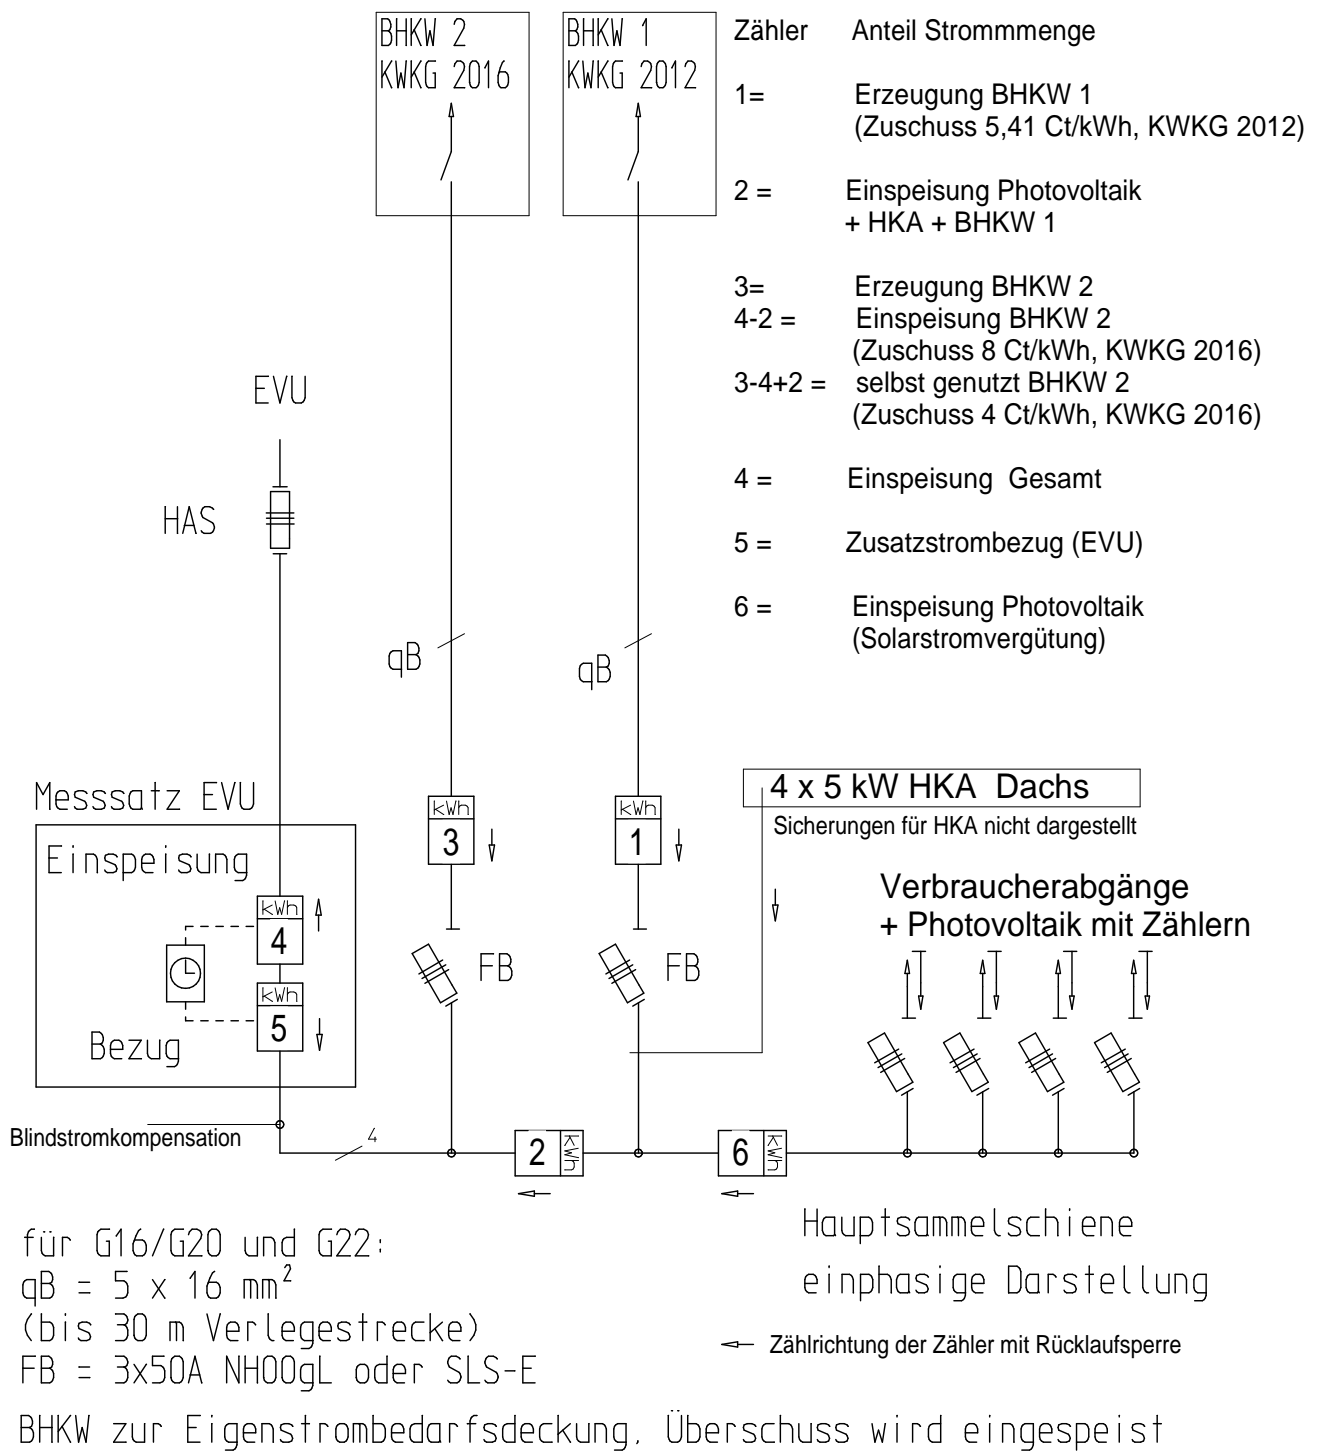 BHKW 2
KWKG 2016
BHKW 1
KWKG 2012
Zähler Anteil Strommmenge
1= Erzeugung BHKW 1
(Zuschuss 5,41 Ct/kWh, KWKG 2012)
2 = Einspeisung Photovoltaik
+ HKA + BHKW 1
3= Erzeugung BHKW 2
4-2 = Einspeisung BHKW 2
(Zuschuss 8 Ct/kWh, KWKG 2016)
3-4+2 = selbst genutzt BHKW 2
(Zuschuss 4 Ct/kWh, KWKG 2016)
4 = Einspeisung Gesamt
5 = Zusatzstrombezug (EVU)
6 = Einspeisung Photovoltaik
(Solarstromvergütung)
EVU
HAS
qB
qB
Messsatz EVU
Einspeisung
kWh
4
kWh
5
Bezug
kWh
3
kWh
1
FB
FB
4 x 5 kW HKA Dachs
Sicherungen für HKA nicht dargestellt
Verbraucherabgänge
+ Photovoltaik mit Zählern
Blindstromkompensation
4
2 kWh
6 kWh
Hauptsammelschiene
einphasige Darstellung
Zählrichtung der Zähler mit Rücklaufsperre
für G16/G20 und G22:
qB = 5 x 16 mm²
(bis 30 m Verlegestrecke)
FB = 3x50A NH00gL oder SLS-E
BHKW zur Eigenstrombedarfsdeckung, Überschuss wird eingespeist